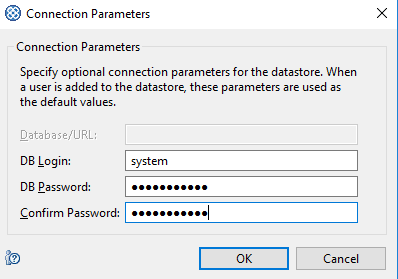 Connection Parameters
Connection Parameters
Specify optional connection parameters for the datastore. When
a user is added to the datastore, these parameters are used as
the default values.
Database/URL:
DB Login: system
DB Password: ●●●●●●●●●●●
Confirm Password: ●●●●●●●●●●●
OK Cancel